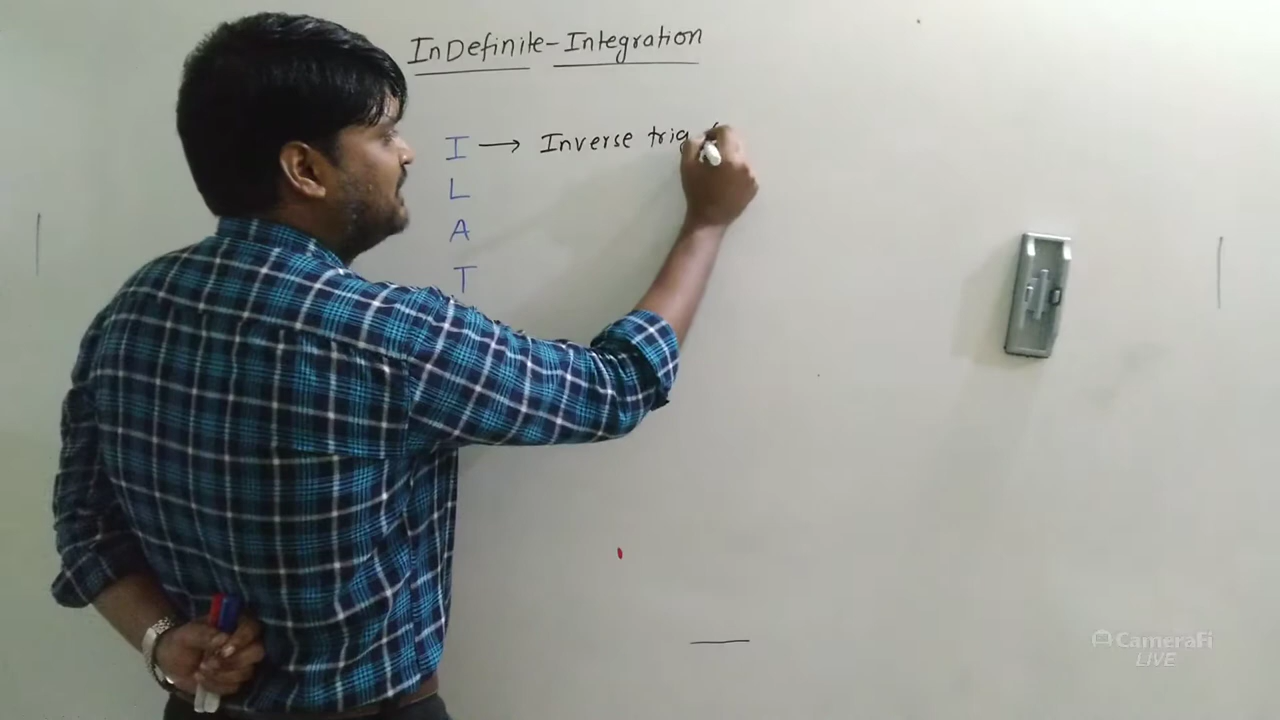 InDefinite-Integration
I → Inverse trig
L
A
T
CameraFi
LIVE